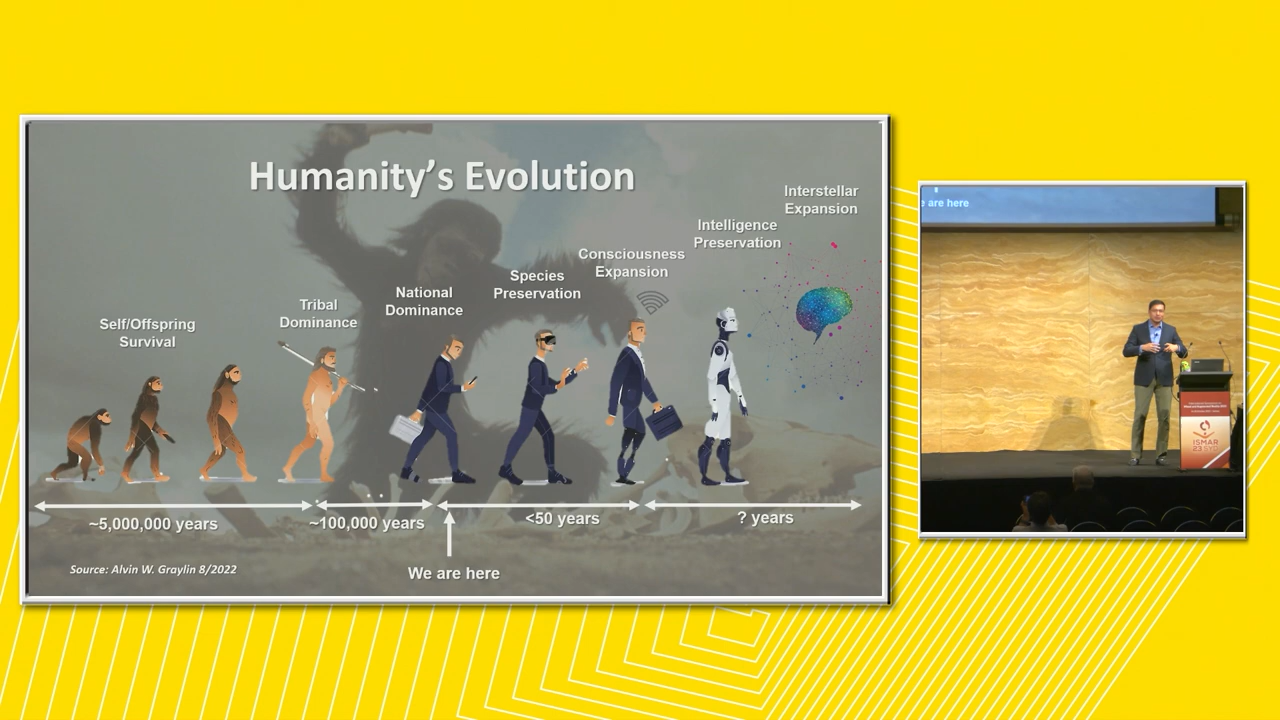 Humanity's Evolution
Interstellar
Expansion
Intelligence
Preservation
Consciousness
Expansion
Species
Preservation
National
Dominance
Tribal
Dominance
Self/Offspring
Survival
~5,000,000 years
~100,000 years
<50 years
? years
We are here
Source: Alvin W. Graylin 8/2022
e are here
ISMAR
23